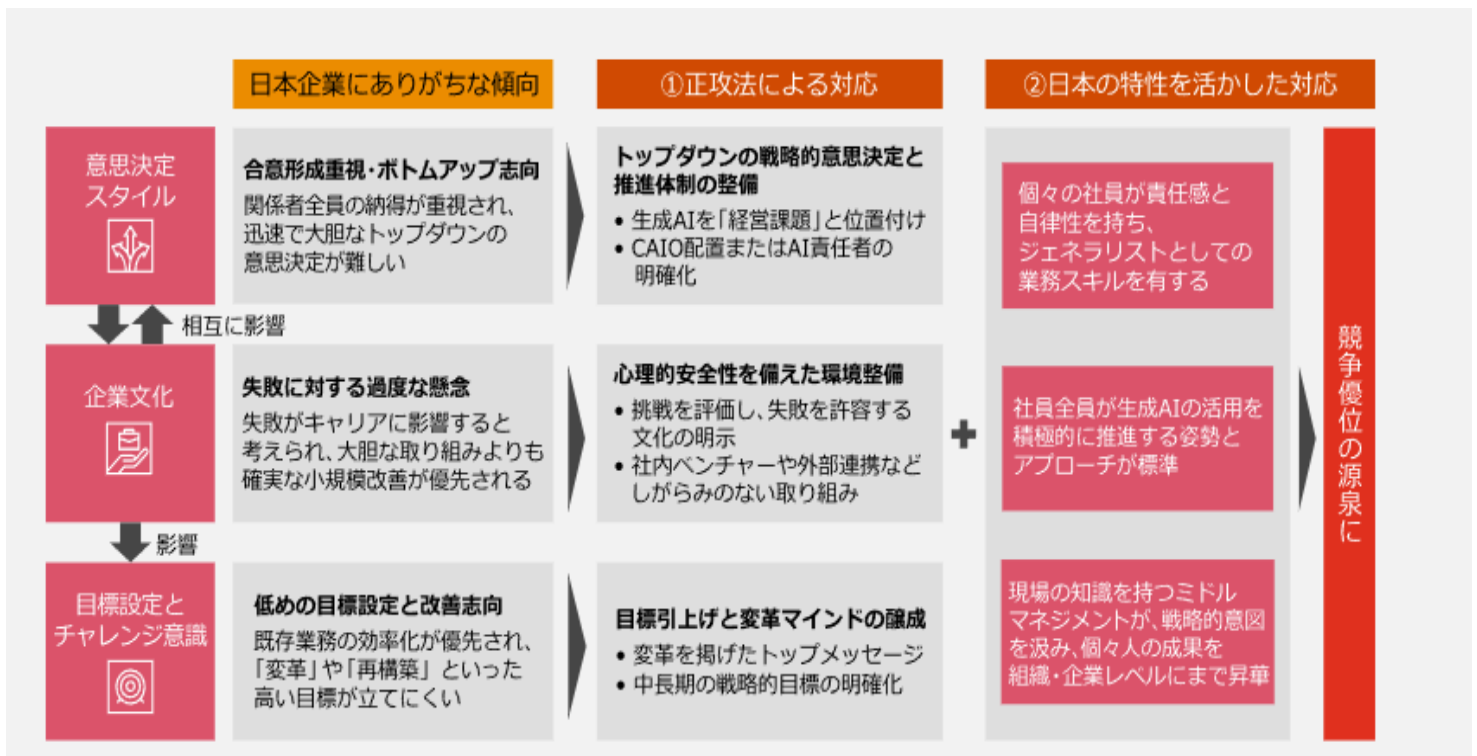 日本企業にありがちな傾向
①正攻法による対応
②日本の特性を活かした対応
意思決定
スタイル
合意形成重視・ボトムアップ志向
関係者全員の納得が重視され、
迅速で大胆なトップダウンの
意思決定が難しい
トップダウンの戦略的意思決定と
推進体制の整備
• 生成AIを「経営課題」と位置付け
• CAIO配置またはAI責任者の
明確化
個々の社員が責任感と
自律性を持ち、
ジェネラリストとしての
業務スキルを有する
相互に影響
企業文化
失敗に対する過度な懸念
失敗がキャリアに影響すると
考えられ、大胆な取り組みよりも
確実な小規模改善が優先される
心理的安全性を備えた環境整備
• 挑戦を評価し、失敗を許容する
文化の明示
• 社内ベンチャーや外部連携など
しがらみのない取り組み
+
社員全員が生成AIの活用を
積極的に推進する姿勢と
アプローチが標準
影響
目標設定と
チャレンジ意識
低めの目標設定と改善志向
既存業務の効率化が優先され、
「変革」や「再構築」といった
高い目標が立てにくい
目標引上げと変革マインドの醸成
• 変革を掲げたトップメッセージ
• 中長期の戦略的目標の明確化
現場の知識を持つミドル
マネジメントが、戦略的意図
を汲み、個々人の成果を
組織・企業レベルにまで昇華
競争優位の源泉に